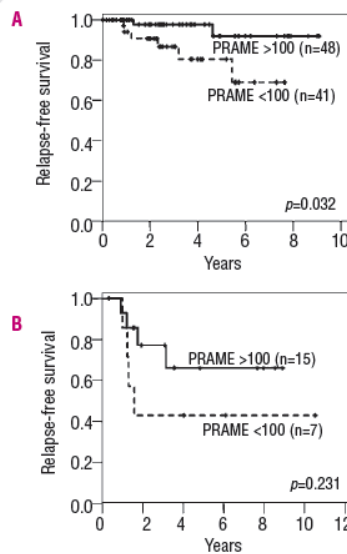 A
Relapse-free survival
1.0
0.8
0.6
0.4
0.2
0.0
PRAME >100 (n=48)
PRAME <100 (n=41)
p=0.032
0 2 4 6 8 10
Years
B
Relapse-free survival
1.0
0.8
0.6
0.4
0.2
0.0
PRAME >100 (n=15)
PRAME <100 (n=7)
p=0.231
0 2 4 6 8 10 12
Years